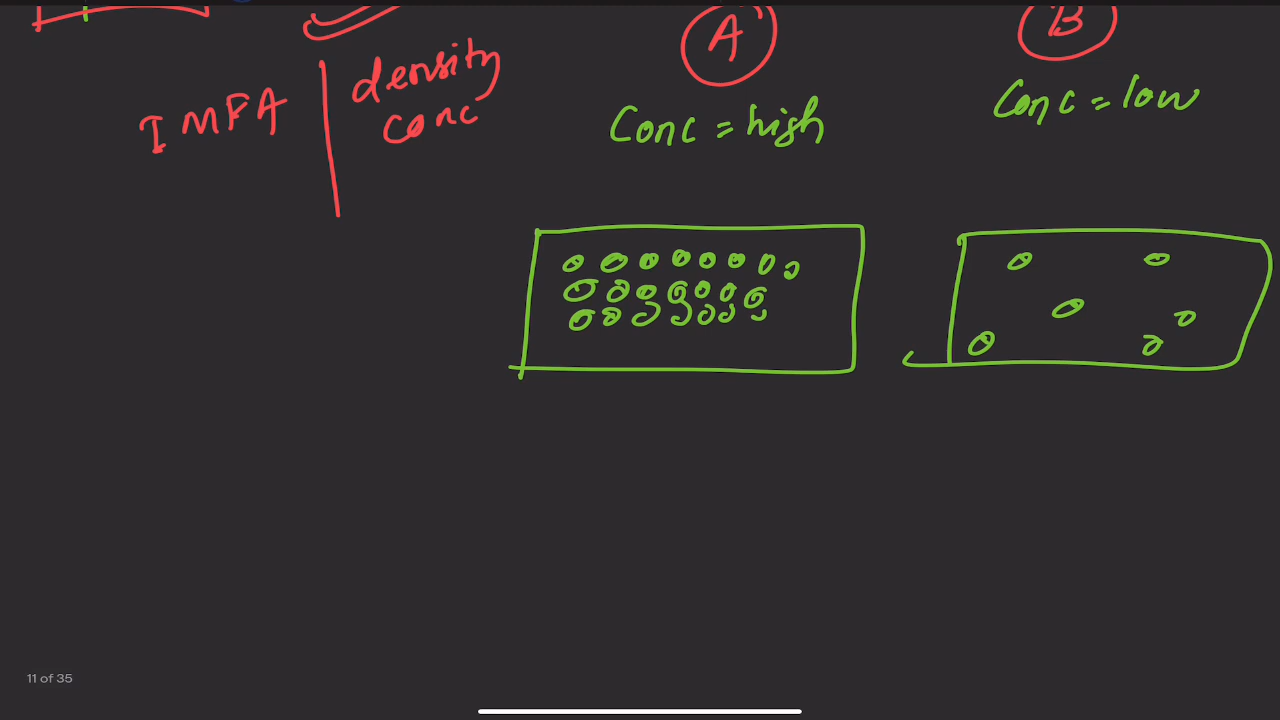 A
B
IMFA
density
conc
Conc = high
Conc = low
11 of 35